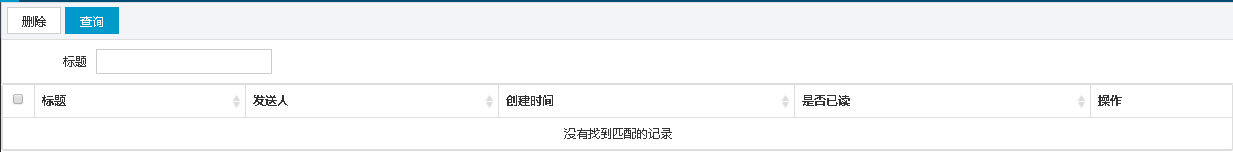 删除 查询
标题
标题 发送人 创建时间 是否已读 操作
没有找到匹配的记录